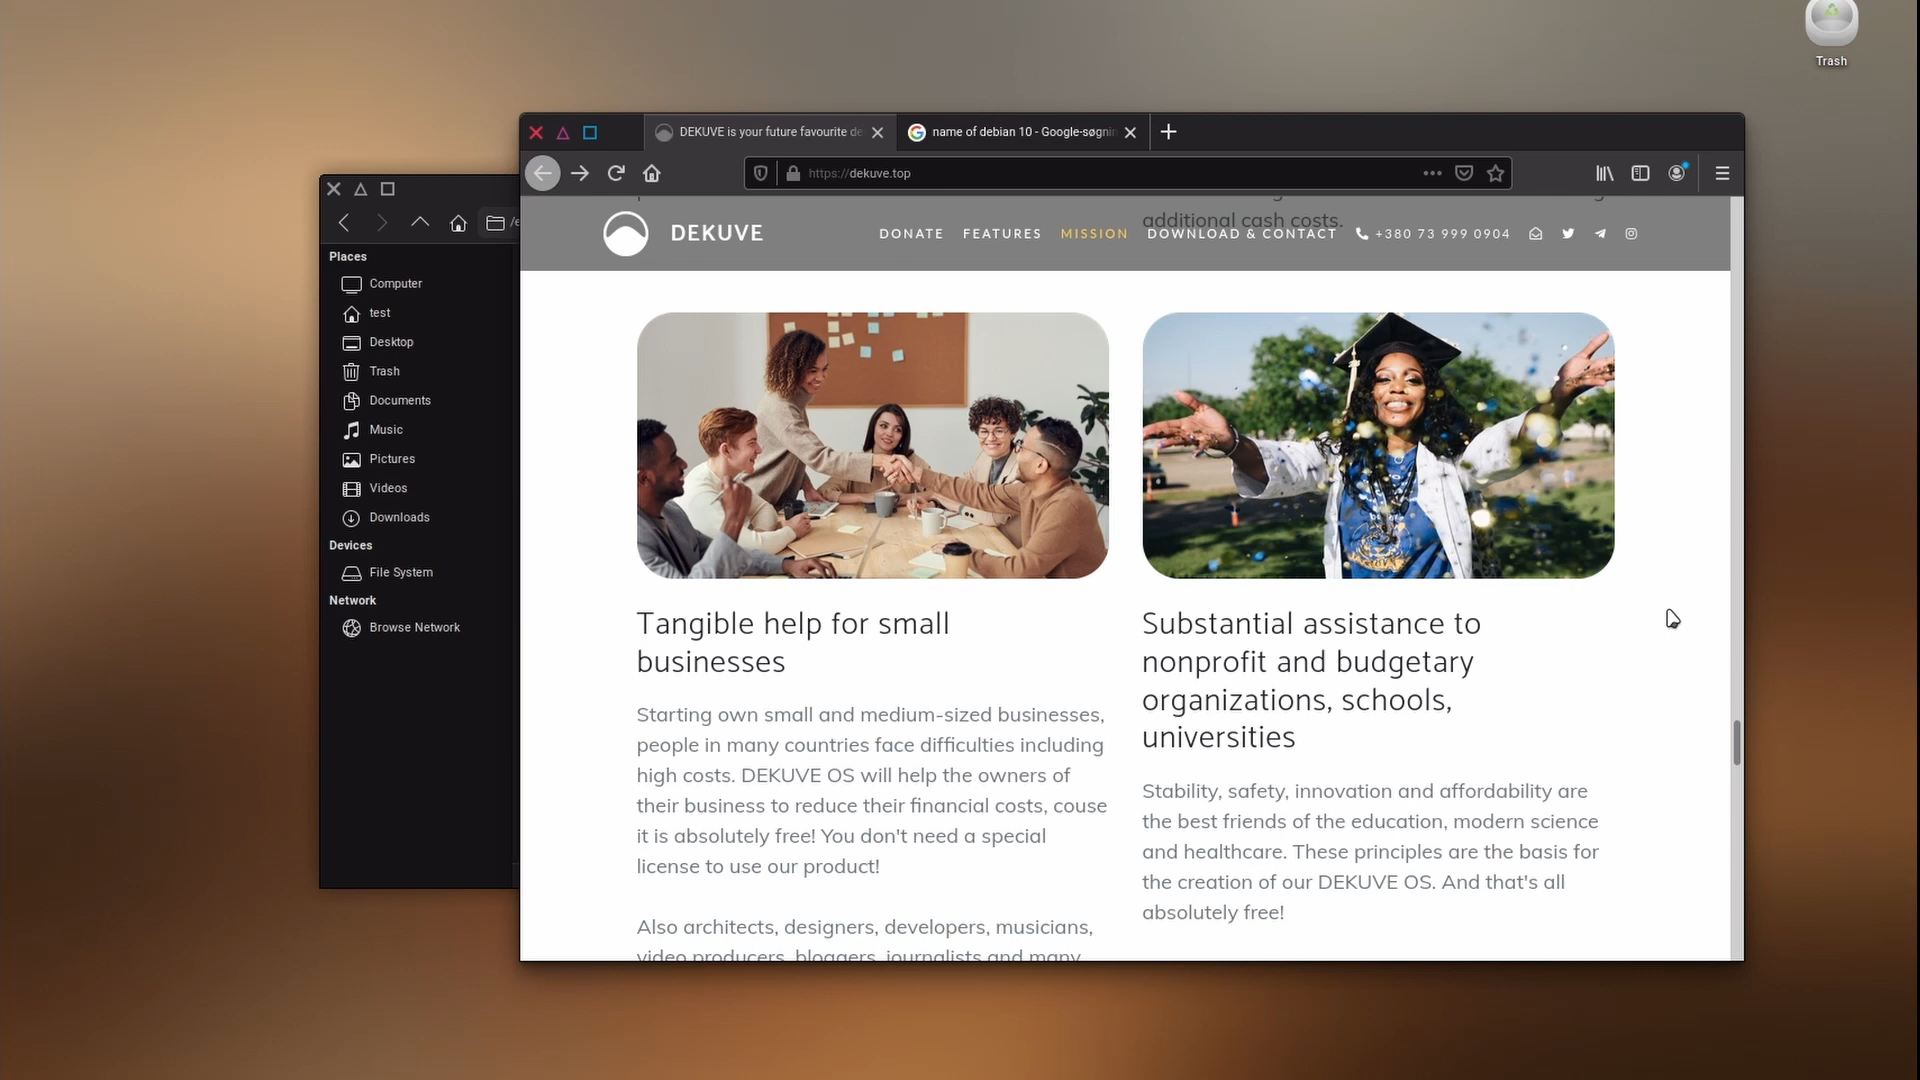 Trash
DEKUVE is your future favourite de
name of debian 10 - Google-søgnin
https://dekuve.top
/e
Places
Computer
test
Desktop
Trash
Documents
Music
Pictures
Videos
Downloads
Devices
File System
Network
Browse Network
additional cash costs.
DEKUVE
DONATE
FEATURES
MISSION
DOWNLOAD & CONTACT
+380 73 999 0904
Tangible help for small
businesses
Starting own small and medium-sized businesses,
people in many countries face difficulties including
high costs. DEKUVE OS will help the owners of
their business to reduce their financial costs, couse
it is absolutely free! You don't need a special
license to use our product!
Also architects, designers, developers, musicians,
video producers, bloggers, journalists and many
Substantial assistance to
nonprofit and budgetary
organizations, schools,
universities
Stability, safety, innovation and affordability are
the best friends of the education, modern science
and healthcare. These principles are the basis for
the creation of our DEKUVE OS. And that's all
absolutely free!